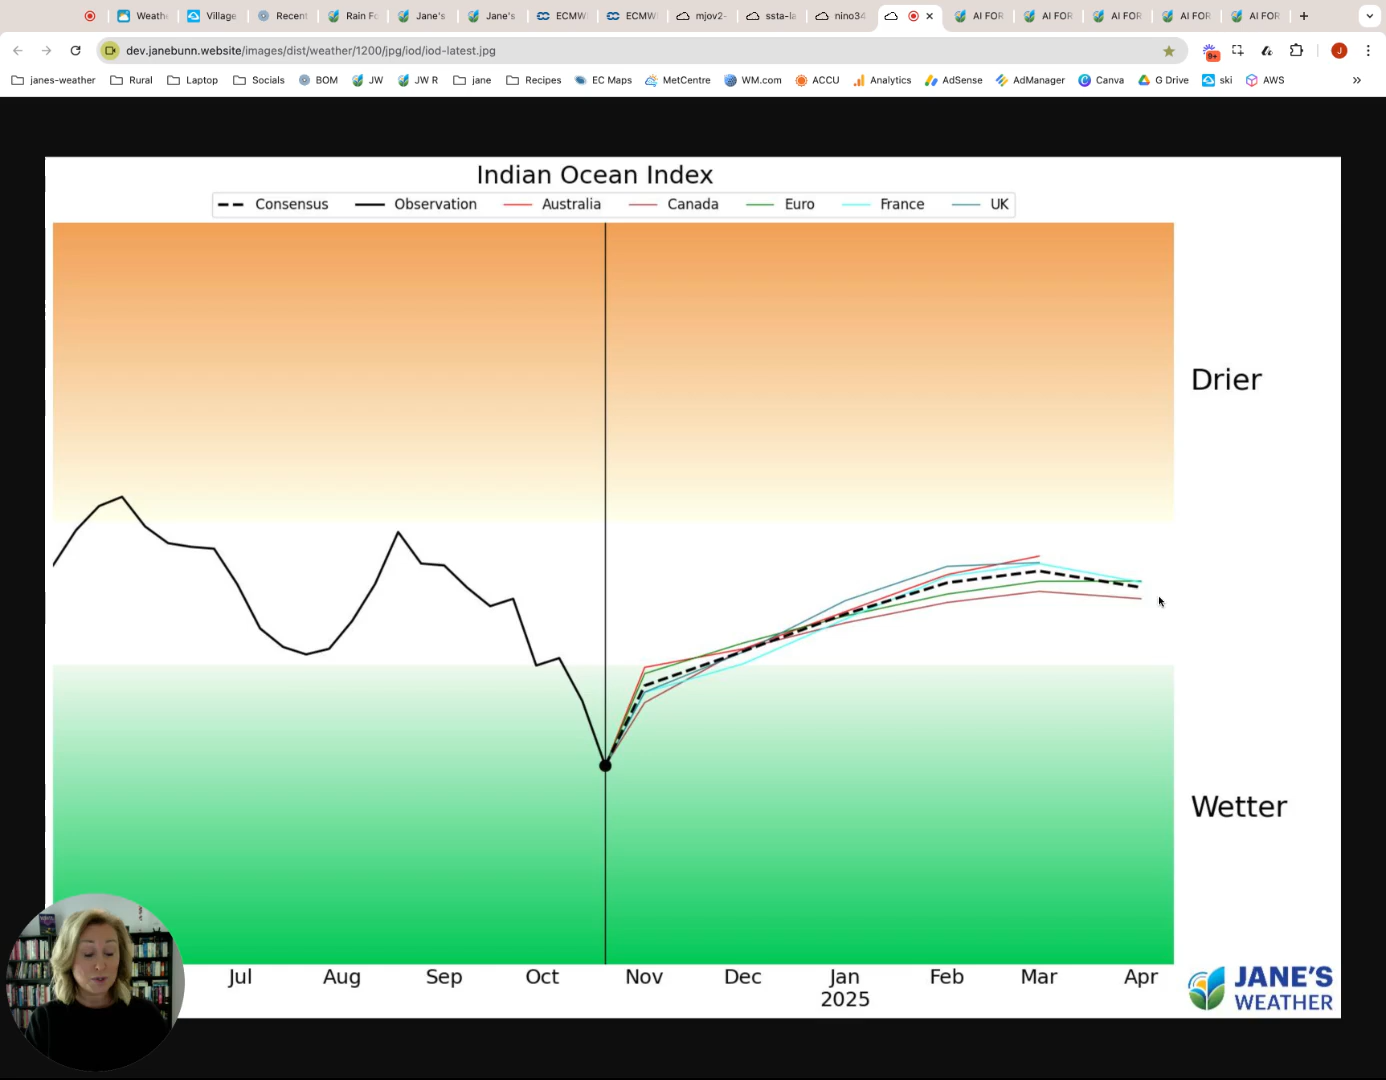 Weath Village Recent Rain Fo Jane's Jane's ECMW ECMW mjov2- ssta-la nino34 AI FOR AI FOR AI FOR AI FOR AI FOR
dev.janebunn.website/images/dist/weather/1200/jpg/iod/iod-latest.jpg
9+ J
janes-weather Rural Laptop Socials BOM JW JW R jane Recipes EC Maps MetCentre WM.com ACCU Analytics AdSense AdManager Canva G Drive ski AWS
Indian Ocean Index
Consensus Observation Australia Canada Euro France UK
Drier
Wetter
Jul Aug Sep Oct Nov Dec Jan Feb Mar Apr
2025
JANE'S
WEATHER